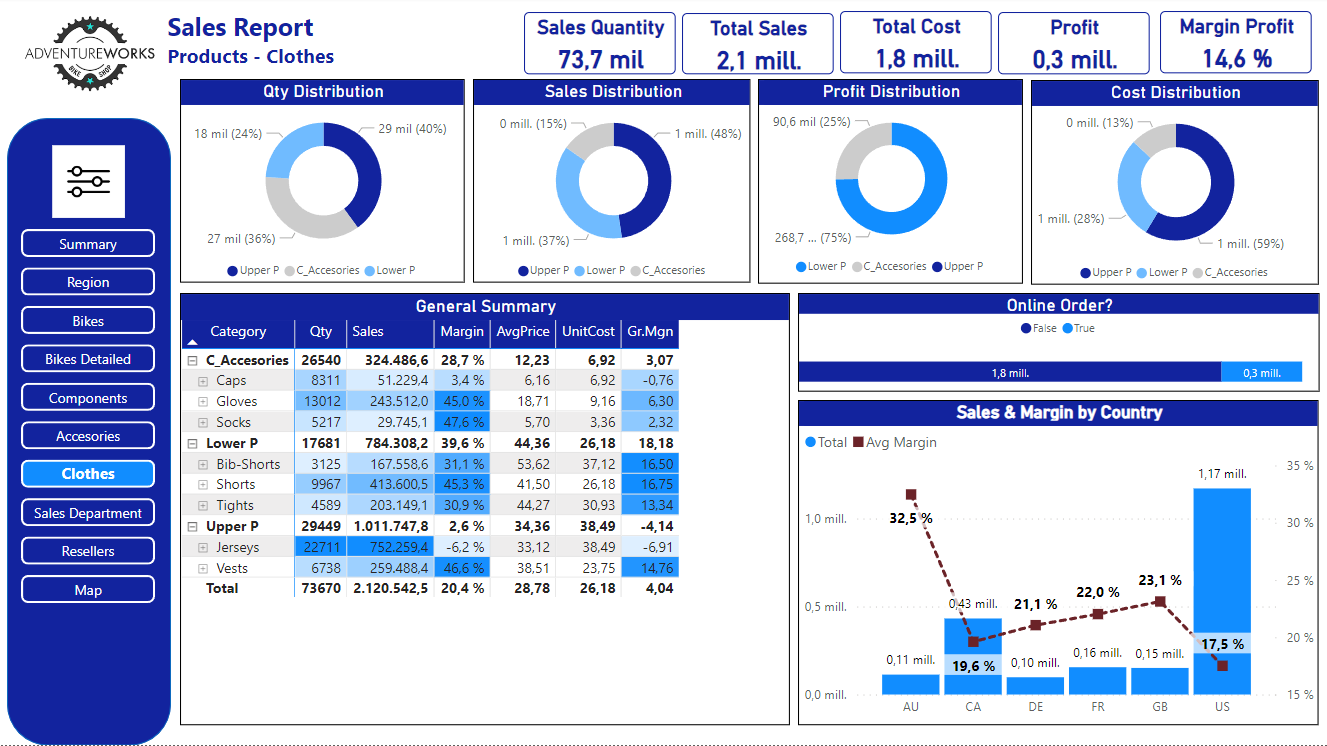 ADVENTUREWORKS
BIKE SHOP
Sales Report
Products - Clothes
Sales Quantity
73,7 mil
Total Sales
2,1 mill.
Total Cost
1,8 mill.
Profit
0,3 mill.
Margin Profit
14,6 %
Summary
Region
Bikes
Bikes Detailed
Components
Accesories
Clothes
Sales Department
Resellers
Map
Qty Distribution
18 mil (24%)
29 mil (40%)
27 mil (36%)
Upper P C_Accesories Lower P
Sales Distribution
0 mill. (15%)
1 mill. (48%)
1 mill. (37%)
Upper P Lower P C_Accesories
Profit Distribution
90,6 mil (25%)
268,7 ... (75%)
Lower P C_Accesories Upper P
Cost Distribution
0 mill. (13%)
1 mill. (28%)
1 mill. (59%)
Upper P Lower P C_Accesories
General Summary
Category Qty Sales Margin AvgPrice UnitCost Gr.Mgn
C_Accesories 26540 324.486,6 28,7 % 12,23 6,92 3,07
Caps 8311 51.229,4 3,4 % 6,16 6,92 -0,76
Gloves 13012 243.512,0 45,0 % 18,71 9,16 6,30
Socks 5217 29.745,1 47,6 % 5,70 3,36 2,32
Lower P 17681 784.308,2 39,6 % 44,36 26,18 18,18
Bib-Shorts 3125 167.558,6 31,1 % 53,62 37,12 16,50
Shorts 9967 413.600,5 45,3 % 41,50 26,18 16,75
Tights 4589 203.149,1 30,9 % 44,27 30,93 13,34
Upper P 29449 1.011.747,8 2,6 % 34,36 38,49 -4,14
Jerseys 22711 752.259,4 -6,2 % 33,12 38,49 -6,91
Vests 6738 259.488,4 46,6 % 38,51 23,75 14,76
Total 73670 2.120.542,5 20,4 % 28,78 26,18 4,04
Online Order?
False True
1,8 mill. 0,3 mill.
Sales & Margin by Country
Total Avg Margin
35 %
1,17 mill.
1,0 mill.
32,5 %
30 %
25 %
23,1 %
22,0 %
0,5 mill.
0,43 mill.
21,1 %
20 %
17,5 %
0,11 mill.
19,6 %
0,10 mill.
0,16 mill.
0,15 mill.
0,0 mill.
15 %
AU CA DE FR GB US